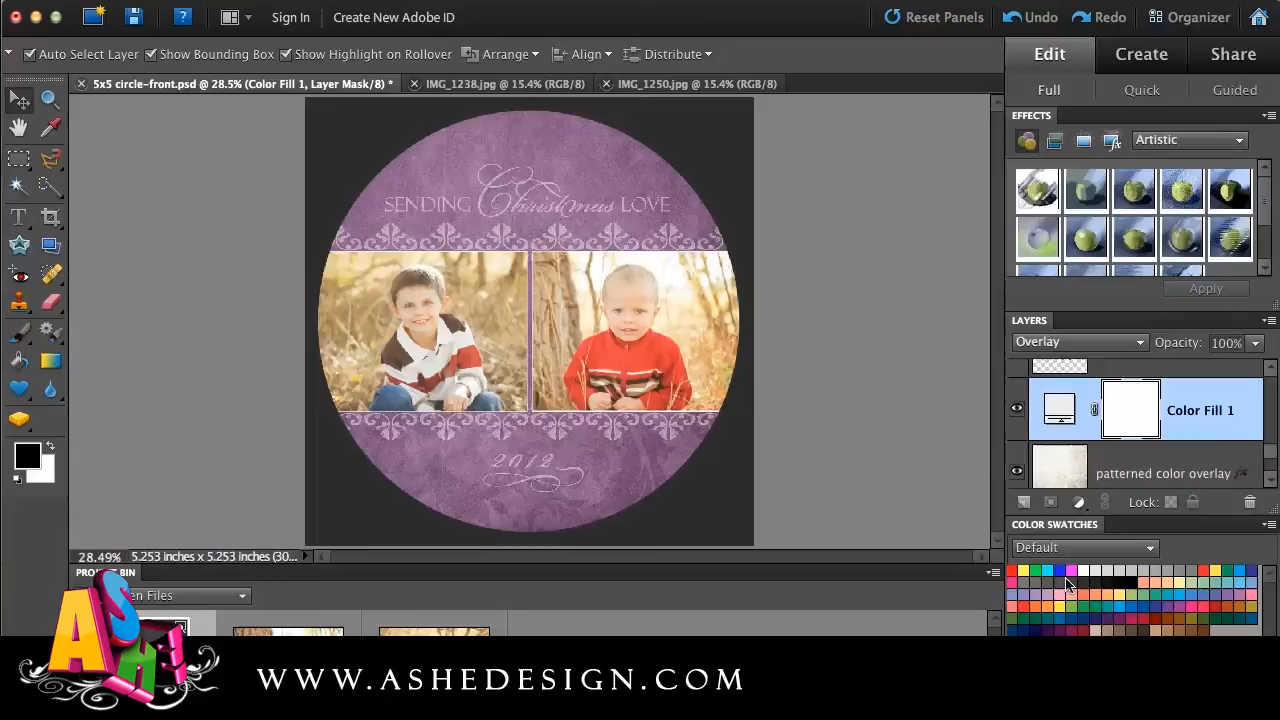 Sign In Create New Adobe ID Reset Panels Undo Redo Organizer
Auto Select Layer Show Bounding Box Show Highlight on Rollover Arrange Align Distribute
Edit Create Share
5x5 circle-front.psd @ 28.5% (Color Fill 1, Layer Mask/8) * IMG_1238.jpg @ 15.4% (RGB/8) IMG_1250.jpg @ 15.4% (RGB/8)
Full Quick Guided
EFFECTS
Artistic
SENDING Christmas LOVE
Apply
LAYERS
Overlay Opacity: 100%
Color Fill 1
2012
patterned color overlay
Lock:
COLOR SWATCHES
Default
28.49% 5.253 inches x 5.253 inches (30...
PROJECT BIN
en Files
ASHE
WWW.ASHEDESIGN.COM